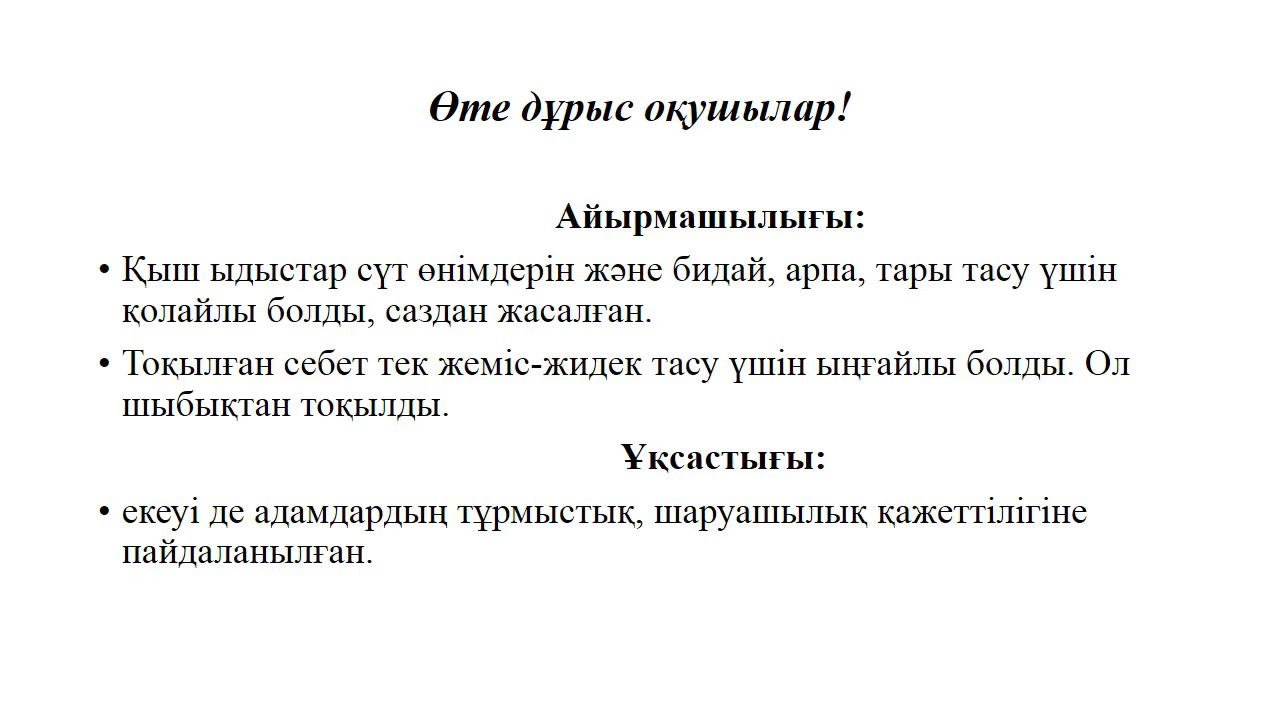 Өте дұрыс оқушылар!
Айырмашылығы:
• Қыш ыдыстар сүт өнімдерін және бидай, арпа, тары тасу үшін
қолайлы болды, саздан жасалған.
• Тоқылған себет тек жеміс-жидек тасу үшін ыңғайлы болды. Ол
шыбықтан тоқылды.
Ұқсастығы:
• екеуі де адамдардың тұрмыстық, шаруашылық қажеттілігіне
пайдаланылған.